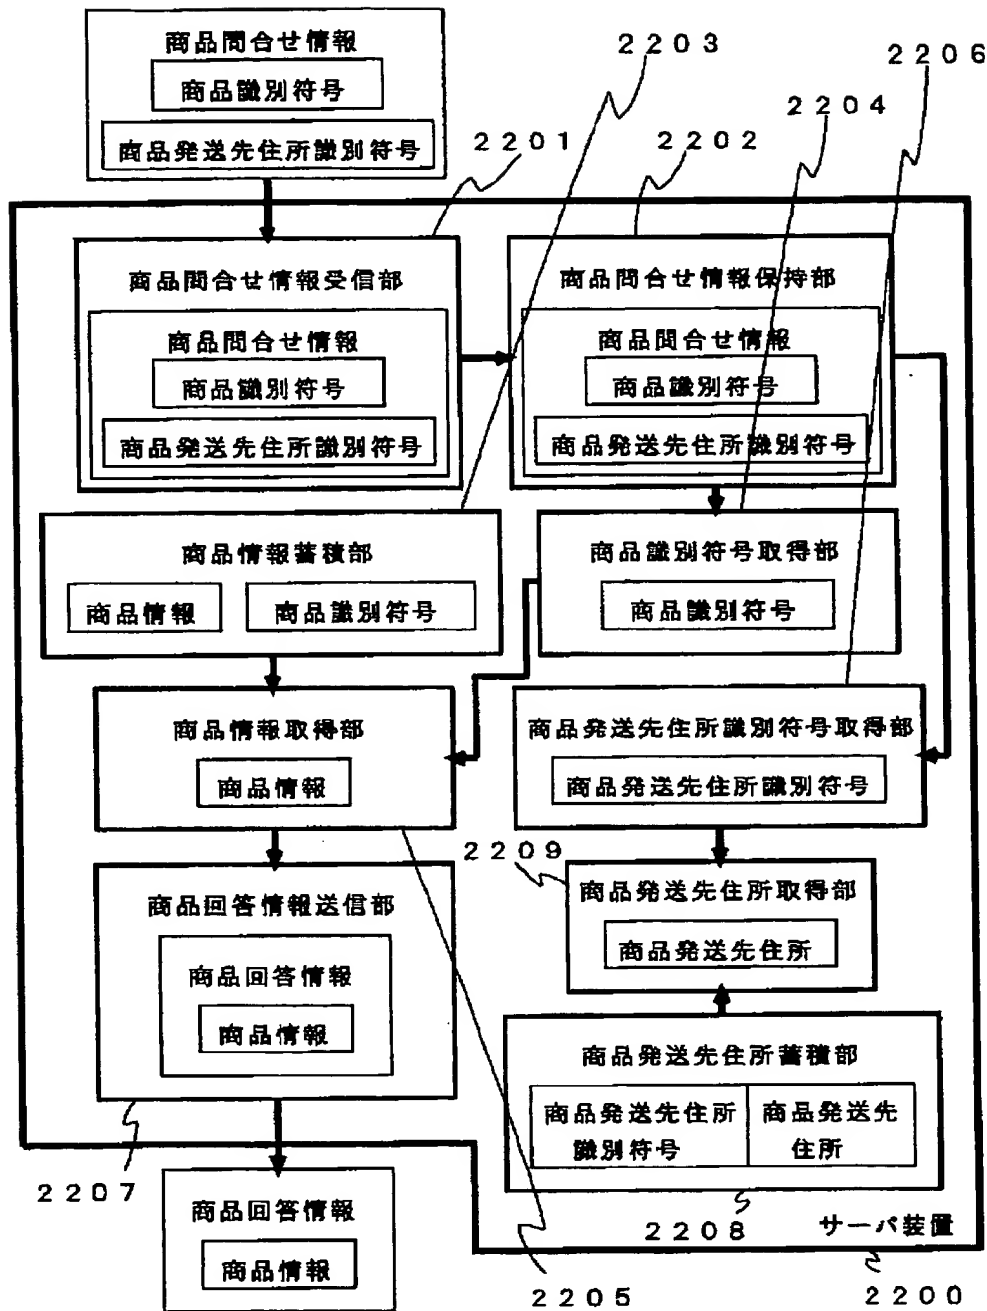 商品問合せ情報
商品識別符号
商品発送先住所識別符号
2203
2206
2204
2201
2202
商品問合せ情報受信部
商品問合せ情報
商品識別符号
商品発送先住所識別符号
商品問合せ情報保持部
商品問合せ情報
商品識別符号
商品発送先住所識別符号
商品情報蓄積部
商品情報
商品識別符号
商品識別符号取得部
商品識別符号
商品情報取得部
商品情報
商品発送先住所識別符号取得部
商品発送先住所識別符号
2209
商品回答情報送信部
商品回答情報
商品情報
商品発送先住所取得部
商品発送先住所
商品発送先住所蓄積部
商品発送先住所
識別符号
商品発送先
住所
2207
2208
サーバ装置
商品回答情報
商品情報
2205
2200